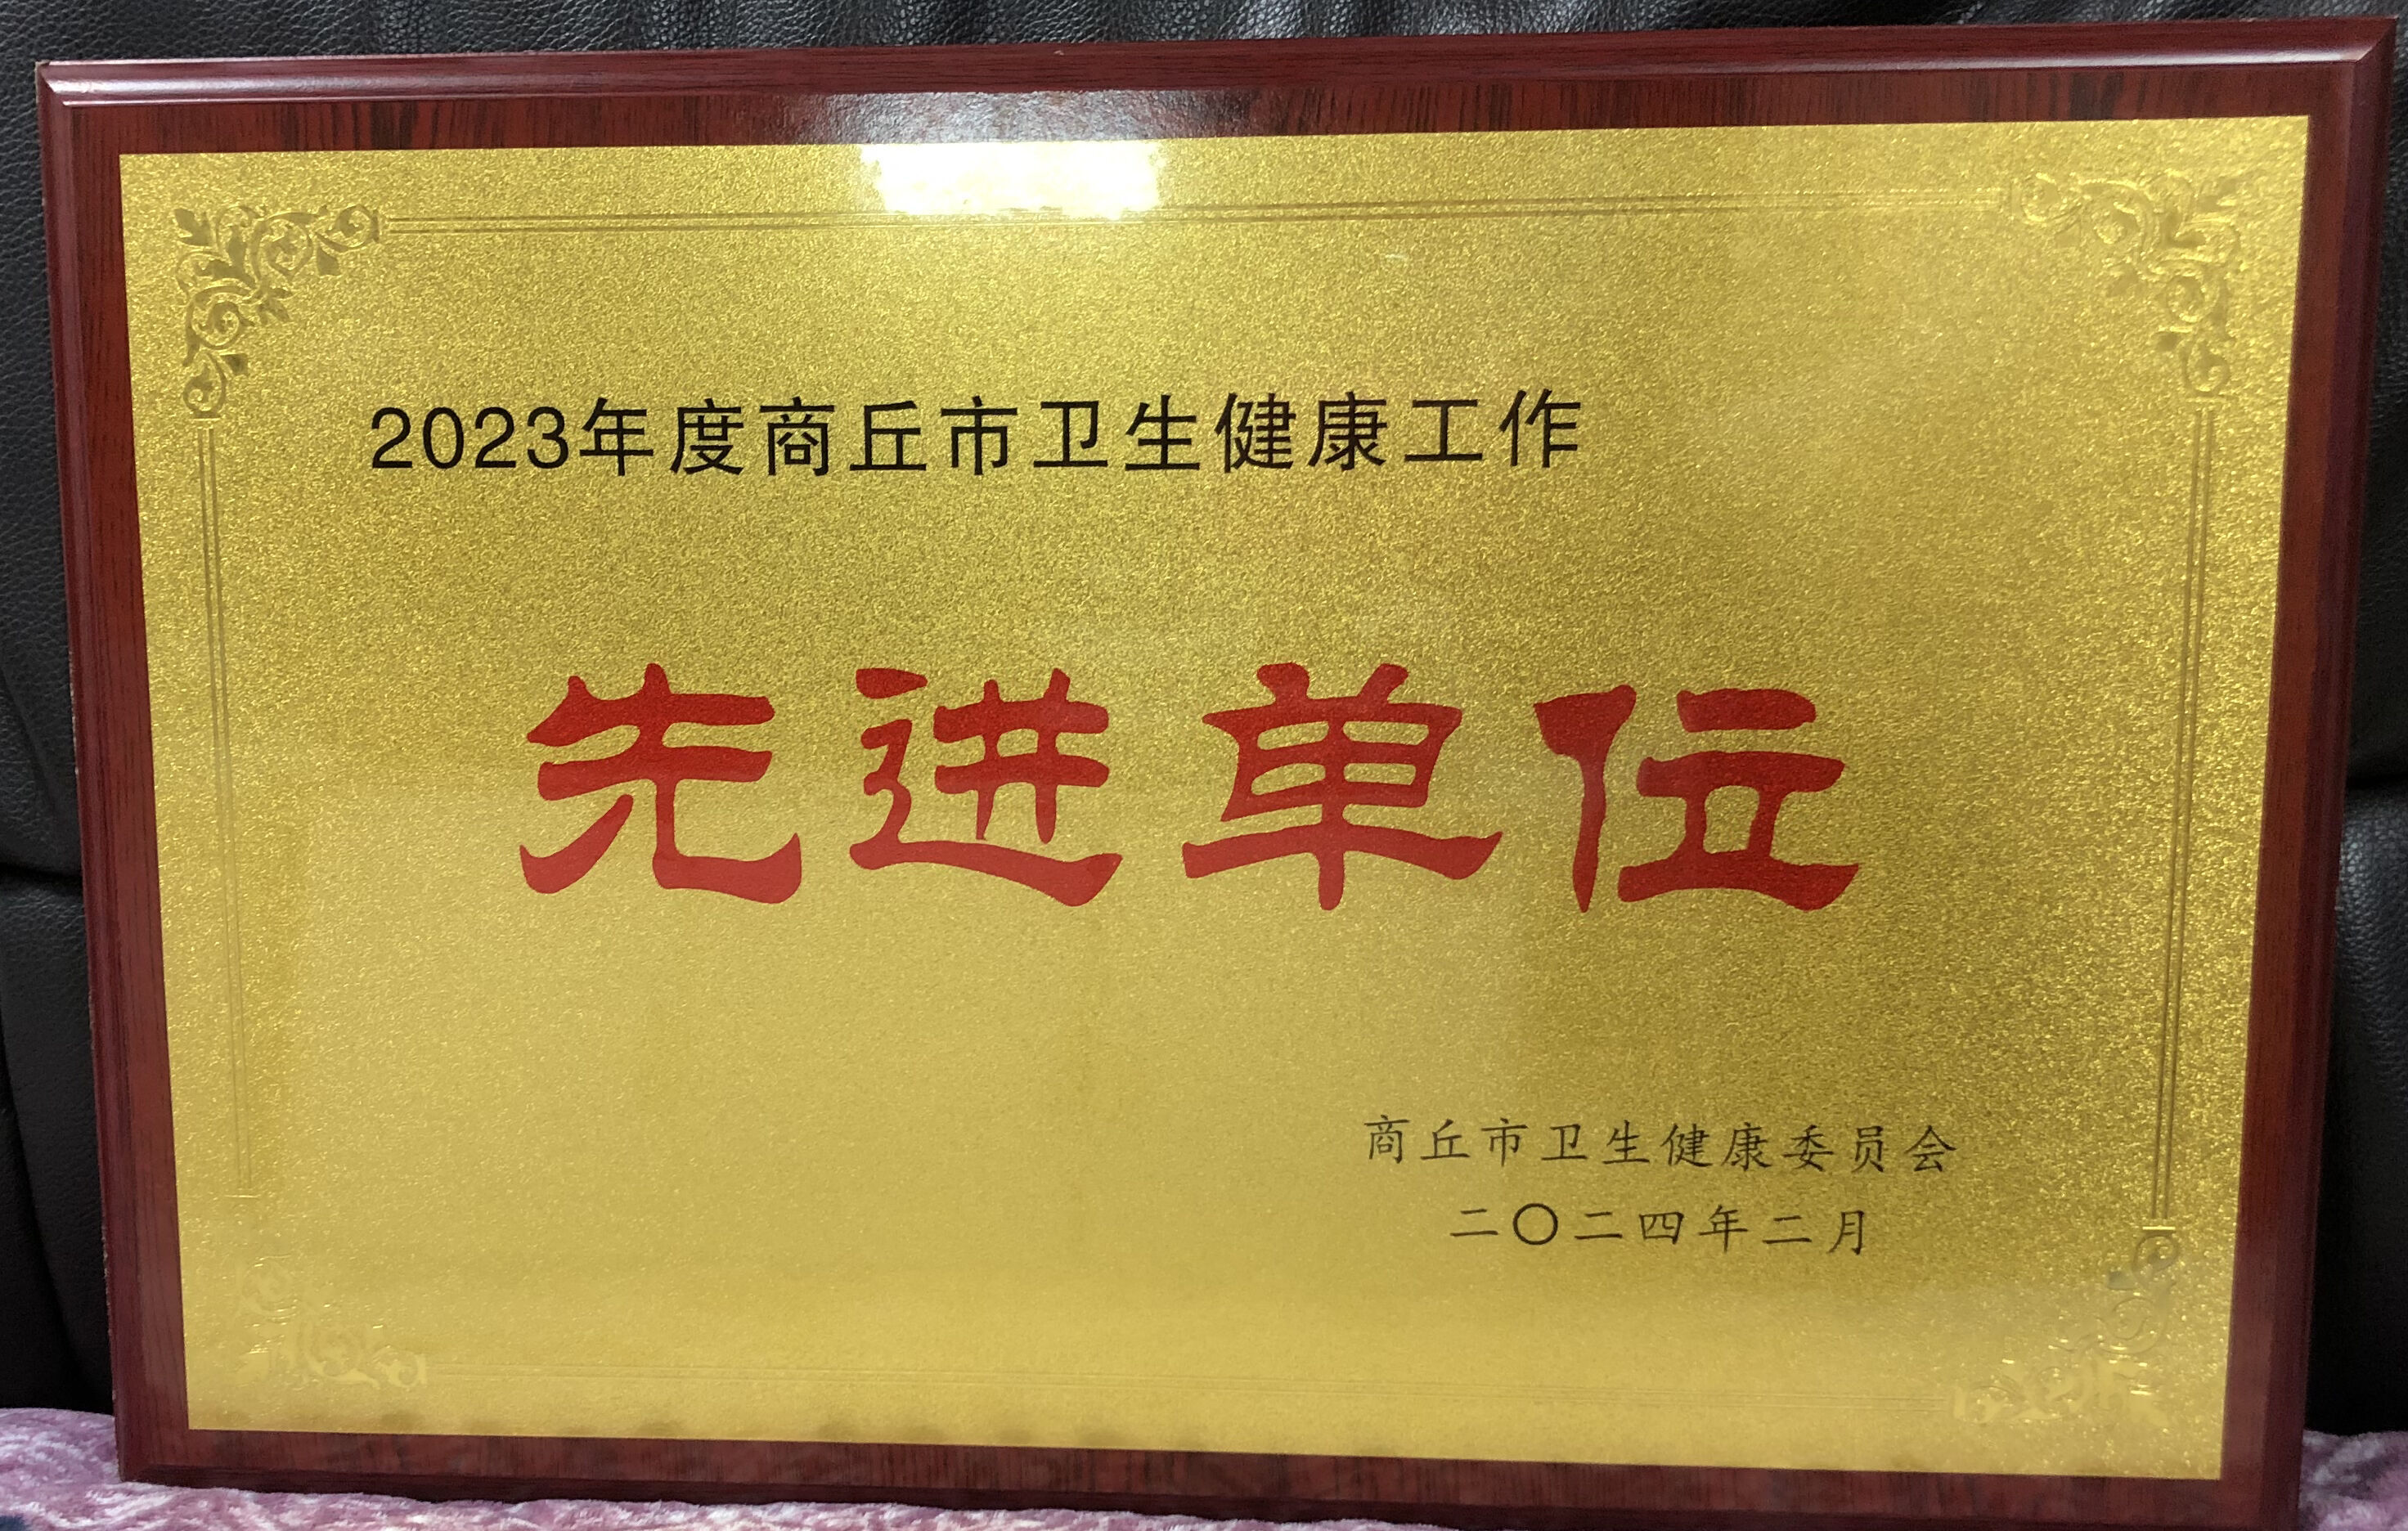 2023年度商丘市卫生健康工作
先进单位
商丘市卫生健康委员会
二〇二四年二月